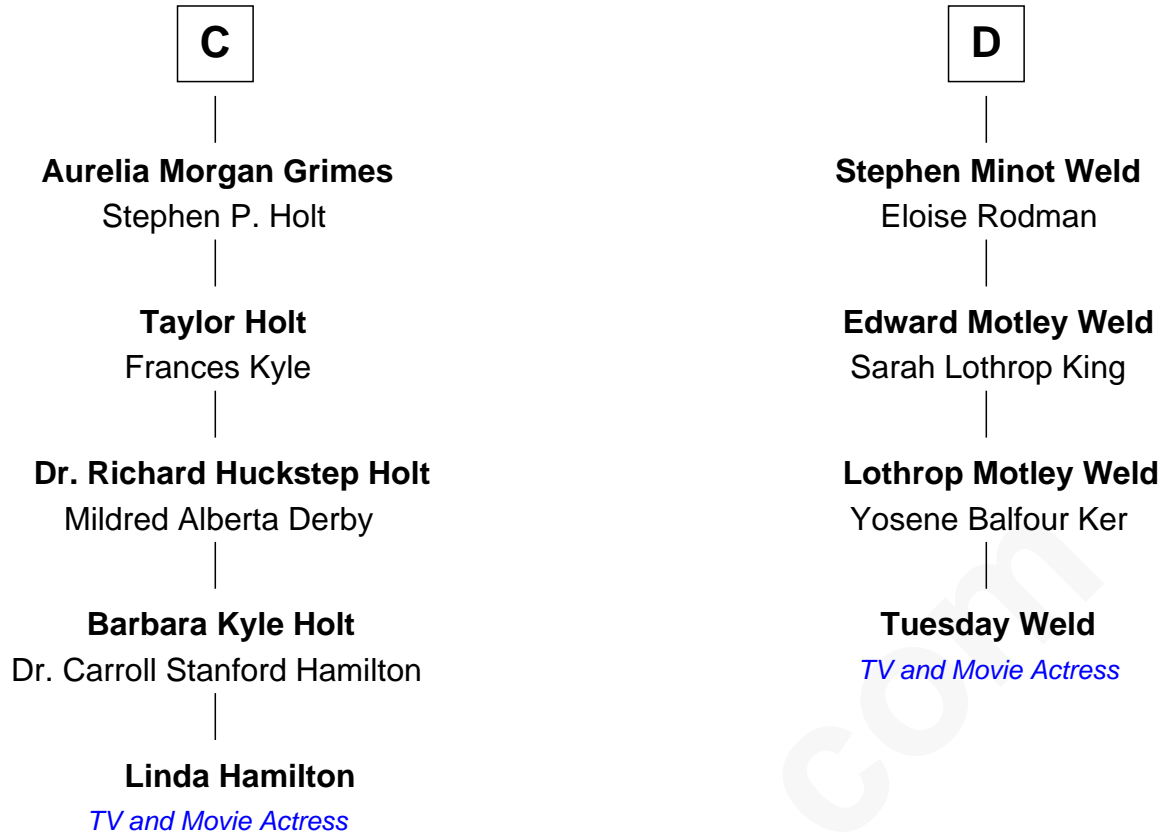 C
Aurelia Morgan Grimes
Stephen P. Holt
Taylor Holt
Frances Kyle
Dr. Richard Huckstep Holt
Mildred Alberta Derby
Barbara Kyle Holt
Dr. Carroll Stanford Hamilton
Linda Hamilton
TV and Movie Actress
D
Stephen Minot Weld
Eloise Rodman
Edward Motley Weld
Sarah Lothrop King
Lothrop Motley Weld
Yosene Balfour Ker
Tuesday Weld
TV and Movie Actress
com